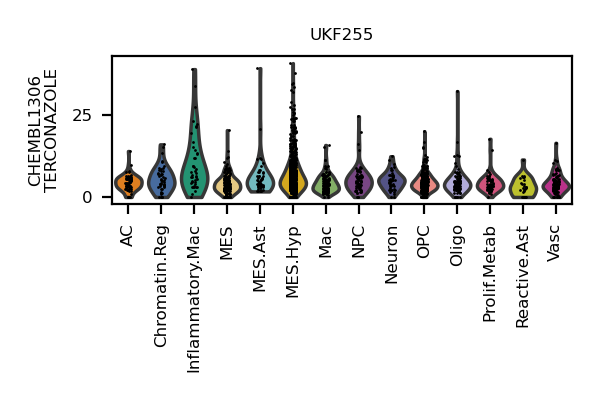 UKF255
CHEMBL1306
TERCONAZOLE
25
0
AC
Chromatin.Reg
Inflammatory.Mac
MES
MES.Ast
MES.Hyp
Mac
NPC
Neuron
OPC
Oligo
Prolif.Metab
Reactive.Ast
Vasc